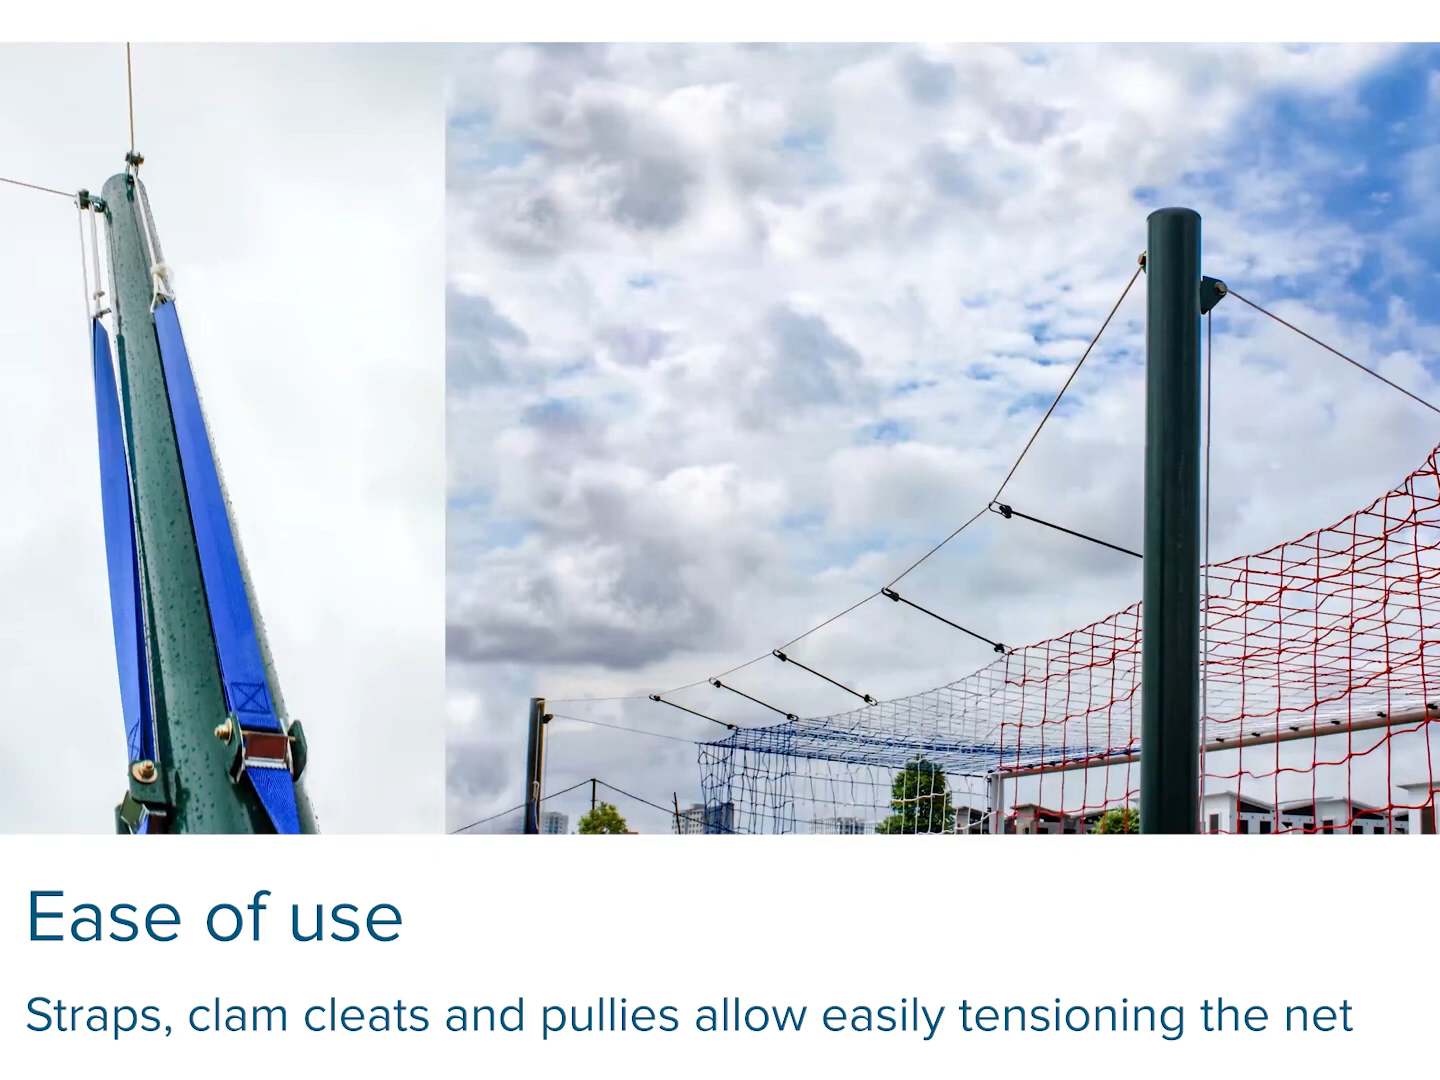 Ease of use
Straps, clam cleats and pullies allow easily tensioning the net